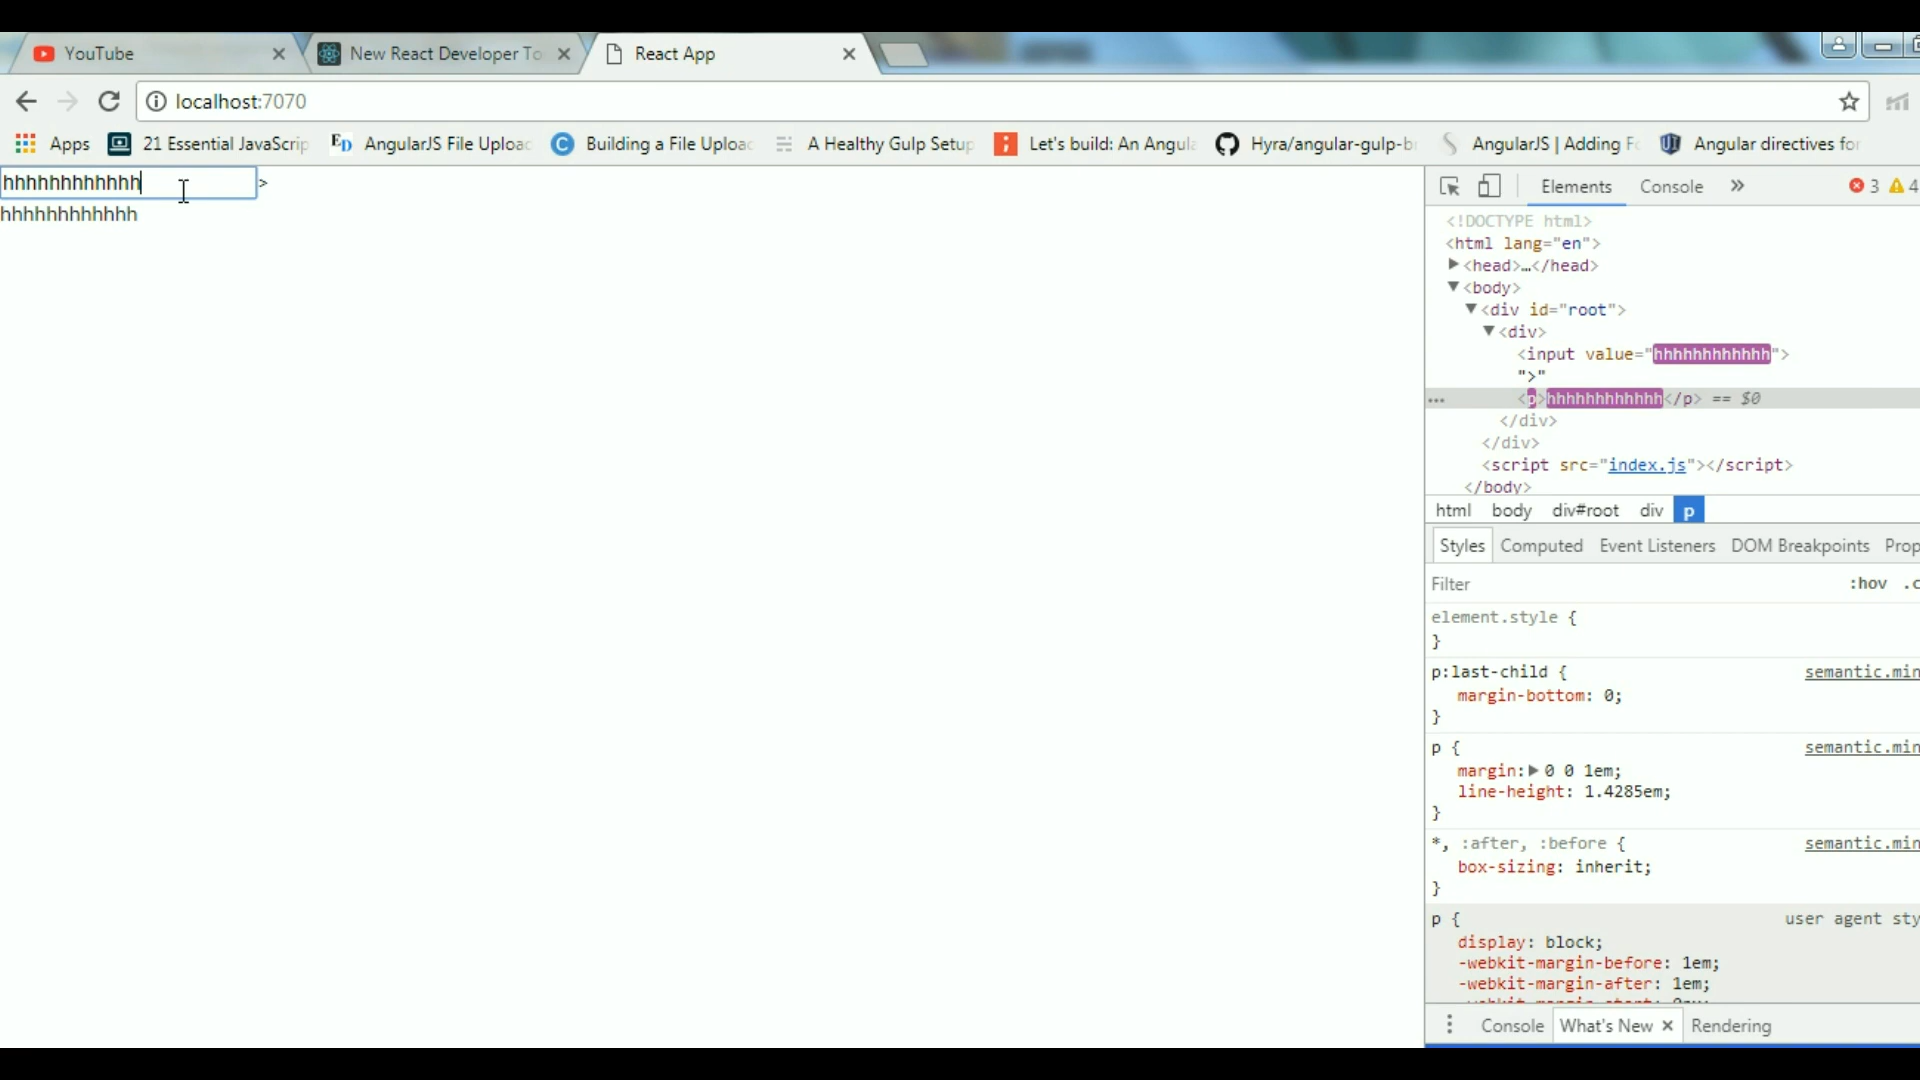 YouTube
New React Developer To
React App
localhost:7070
Apps
21 Essential JavaScrip
AngularJS File Uploa
Building a File Uploa
A Healthy Gulp Setu
Let's build: An Angul
Hyra/angular-gulp-b
AngularJS | Adding F
Angular directives fo
hhhhhhhhhhhh
>
hhhhhhhhhhhh
Elements Console » 3 4
<!DOCTYPE html>
<html lang="en">
<head>…</head>
<body>
<div id="root">
<div>
<input value="hhhhhhhhhhhh">
">"
<p>hhhhhhhhhhhh</p> == $0
</div>
</div>
<script src="index.js"></script>
</body>
html body div#root div p
Styles Computed Event Listeners DOM Breakpoints Prop
Filter :hov .c
element.style {
}
p:last-child { semantic.min
margin-bottom: 0;
}
p { semantic.min
margin: 0 0 1em;
line-height: 1.4285em;
}
*, :after, :before { semantic.min
box-sizing: inherit;
}
p { user agent sty
display: block;
-webkit-margin-before: 1em;
-webkit-margin-after: 1em;
Console What's New × Rendering